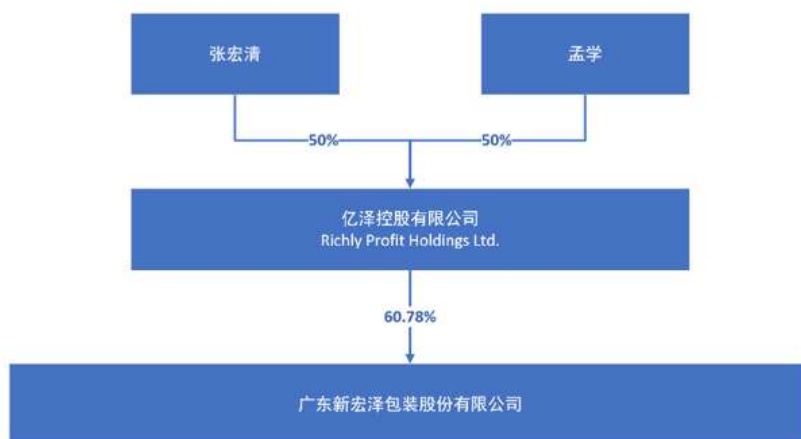 张宏清
孟学
50%
50%
亿泽控股有限公司
Richly Profit Holdings Ltd.
60.78%
广东新宏泽包装股份有限公司